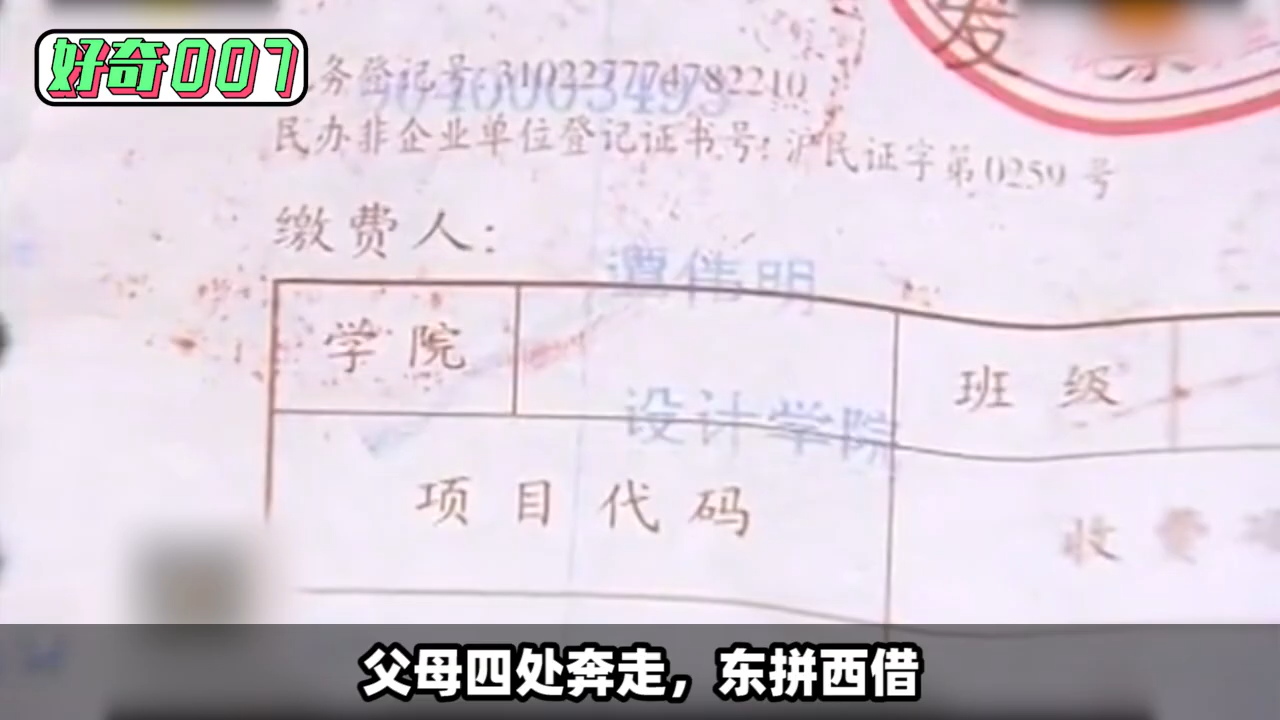 好奇007
务登记号:310227774782210
民办非企业单位登记证书号:沪民证字第0259 号
缴费人:
谭伟明
学 院
设计学院
班 级
项 目 代 码
收 费
父母四处奔走，东拼西借